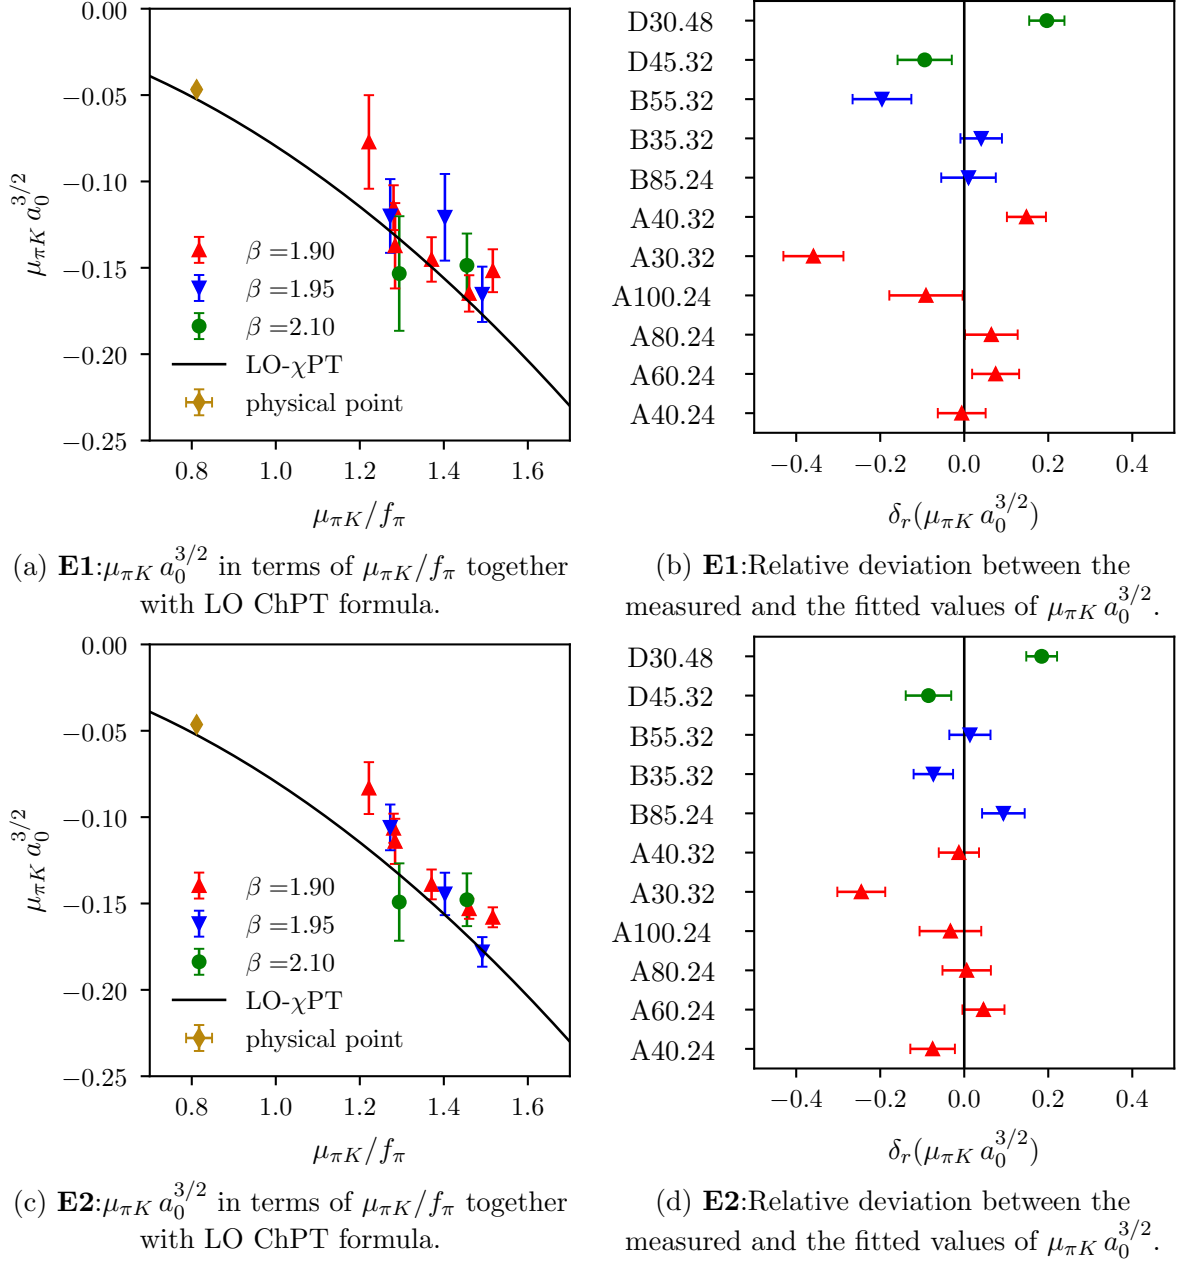 0.00
−0.05
−0.10
−0.15
−0.20
−0.25
μπK a0^3/2
β =1.90
β =1.95
β =2.10
LO-χPT
physical point
0.8
1.0
1.2
1.4
1.6
μπK/fπ
(a) E1:μπK a0^3/2 in terms of μπK/fπ together
with LO ChPT formula.
D30.48
D45.32
B55.32
B35.32
B85.24
A40.32
A30.32
A100.24
A80.24
A60.24
A40.24
−0.4
−0.2
0.0
0.2
0.4
δr(μπK a0^3/2)
(b) E1:Relative deviation between the
measured and the fitted values of μπK a0^3/2.
0.00
−0.05
−0.10
−0.15
−0.20
−0.25
μπK a0^3/2
β =1.90
β =1.95
β =2.10
LO-χPT
physical point
0.8
1.0
1.2
1.4
1.6
μπK/fπ
(c) E2:μπK a0^3/2 in terms of μπK/fπ together
with LO ChPT formula.
D30.48
D45.32
B55.32
B35.32
B85.24
A40.32
A30.32
A100.24
A80.24
A60.24
A40.24
−0.4
−0.2
0.0
0.2
0.4
δr(μπK a0^3/2)
(d) E2:Relative deviation between the
measured and the fitted values of μπK a0^3/2.